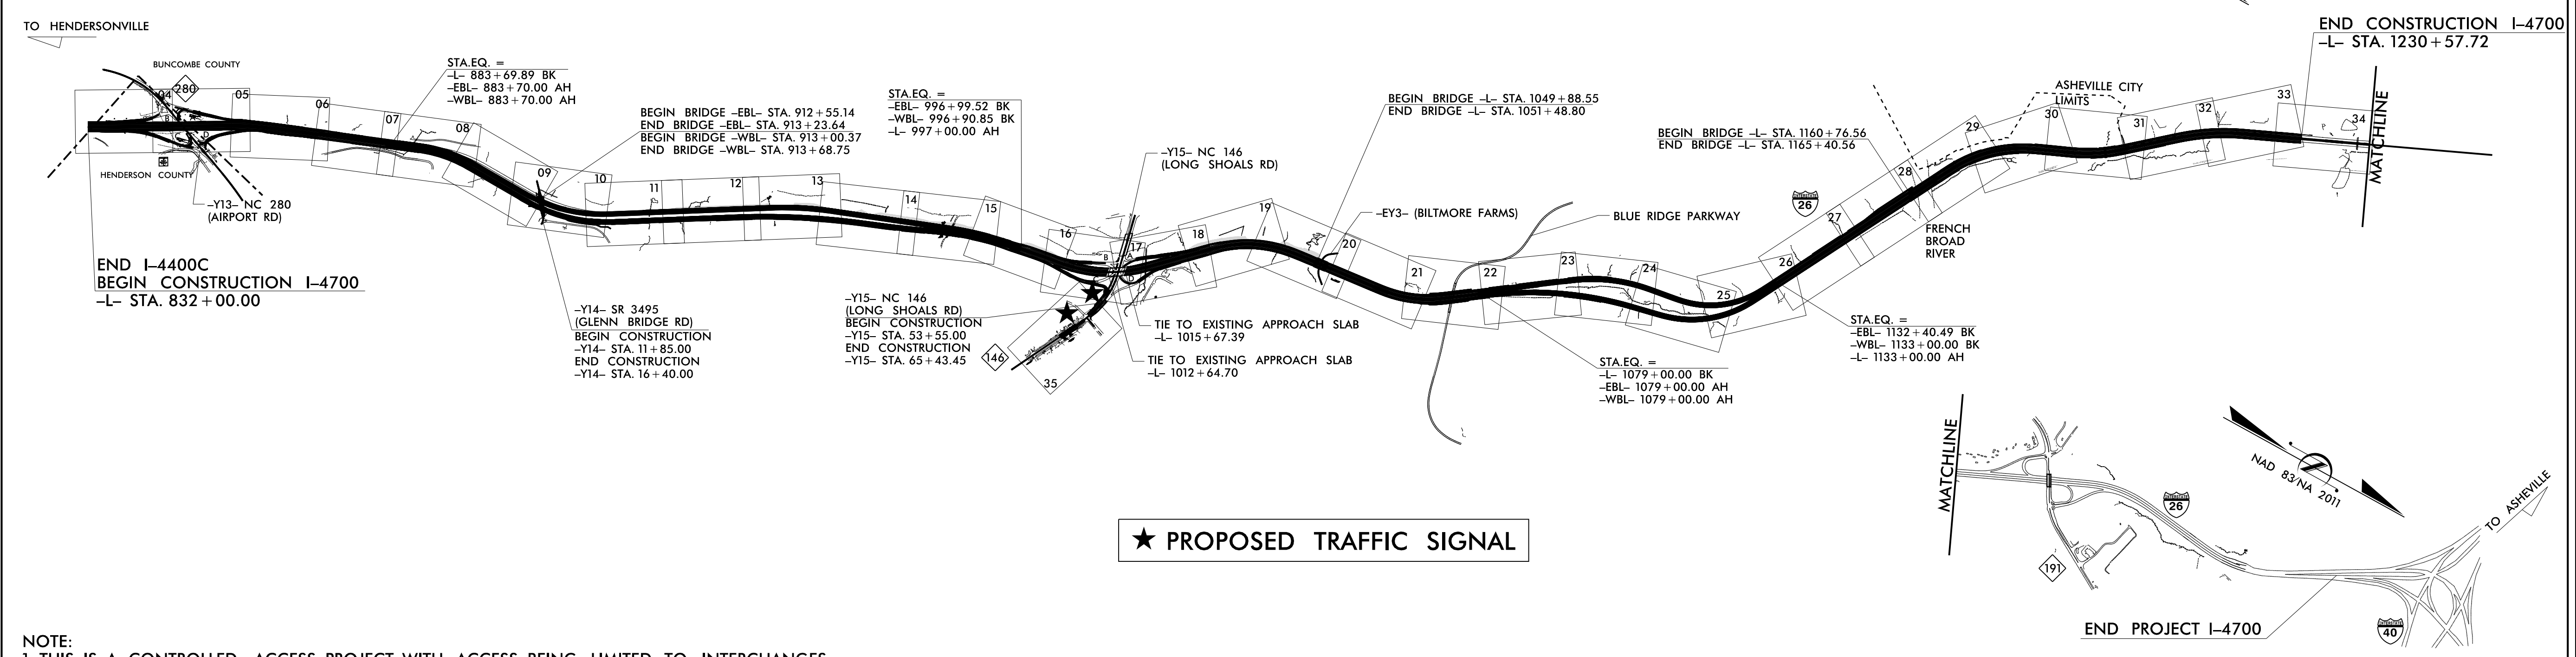 TO HENDERSONVILLE
BUNCOMBE COUNTY
280
04
05
HENDERSON COUNTY
B
D
–Y13– NC 280
(AIRPORT RD)
END I–4400C
BEGIN CONSTRUCTION I–4700
–L– STA. 832+00.00
06
07
08
STA.EQ. =
–L– 883+69.89 BK
–EBL– 883+70.00 AH
–WBL– 883+70.00 AH
09
10
11
12
13
14
15
BEGIN BRIDGE –EBL– STA. 912+55.14
END BRIDGE –EBL– STA. 913+23.64
BEGIN BRIDGE –WBL– STA. 913+00.37
END BRIDGE –WBL– STA. 913+68.75
–Y14– SR 3495
(GLENN BRIDGE RD)
BEGIN CONSTRUCTION
–Y14– STA. 11+85.00
END CONSTRUCTION
–Y14– STA. 16+40.00
STA.EQ. =
–EBL– 996+99.52 BK
–WBL– 996+90.85 BK
–L– 997+00.00 AH
–Y15– NC 146
(LONG SHOALS RD)
16
B
A
D
17
18
19
20
–Y15– NC 146
(LONG SHOALS RD)
BEGIN CONSTRUCTION
–Y15– STA. 53+55.00
END CONSTRUCTION
–Y15– STA. 65+43.45
146
35
TIE TO EXISTING APPROACH SLAB
–L– 1015+67.39
TIE TO EXISTING APPROACH SLAB
–L– 1012+64.70
BEGIN BRIDGE –L– STA. 1049+88.55
END BRIDGE –L– STA. 1051+48.80
–EY3– (BILTMORE FARMS)
BLUE RIDGE PARKWAY
21
22
23
24
25
26
STA.EQ. =
–L– 1079+00.00 BK
–EBL– 1079+00.00 AH
–WBL– 1079+00.00 AH
BEGIN BRIDGE –L– STA. 1160+76.56
END BRIDGE –L– STA. 1165+40.56
26
27
28
29
30
31
32
33
34
FRENCH
BROAD
RIVER
STA.EQ. =
–EBL– 1132+40.49 BK
–WBL– 1133+00.00 BK
–L– 1133+00.00 AH
ASHEVILLE CITY
LIMITS
END CONSTRUCTION I–4700
–L– STA. 1230+57.72
MATCHLINE
MATCHLINE
26
191
NAD 83/NA 2011
TO ASHEVILLE
END PROJECT I–4700
40
★ PROPOSED TRAFFIC SIGNAL
NOTE:
1. THIS IS A CONTROLLED–ACCESS PROJECT WITH ACCESS BEING LIMITED TO INTERCHANGES